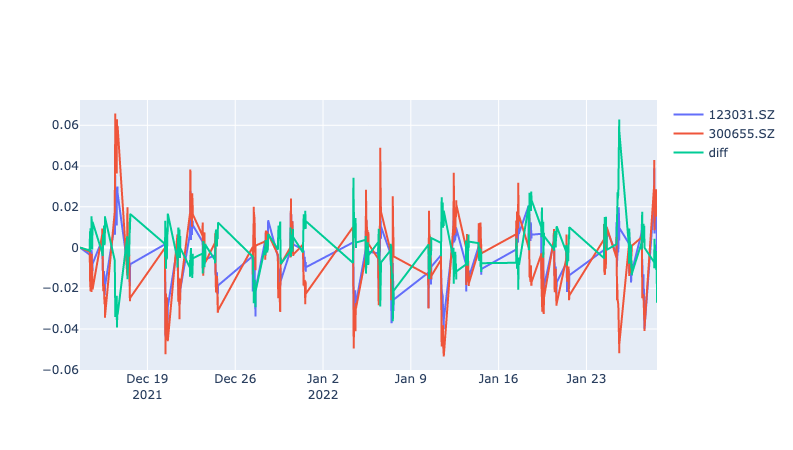 0.06
0.04
0.02
0
−0.02
−0.04
−0.06
Dec 19
2021
Dec 26
Jan 2
2022
Jan 9
Jan 16
Jan 23
123031.SZ
300655.SZ
diff